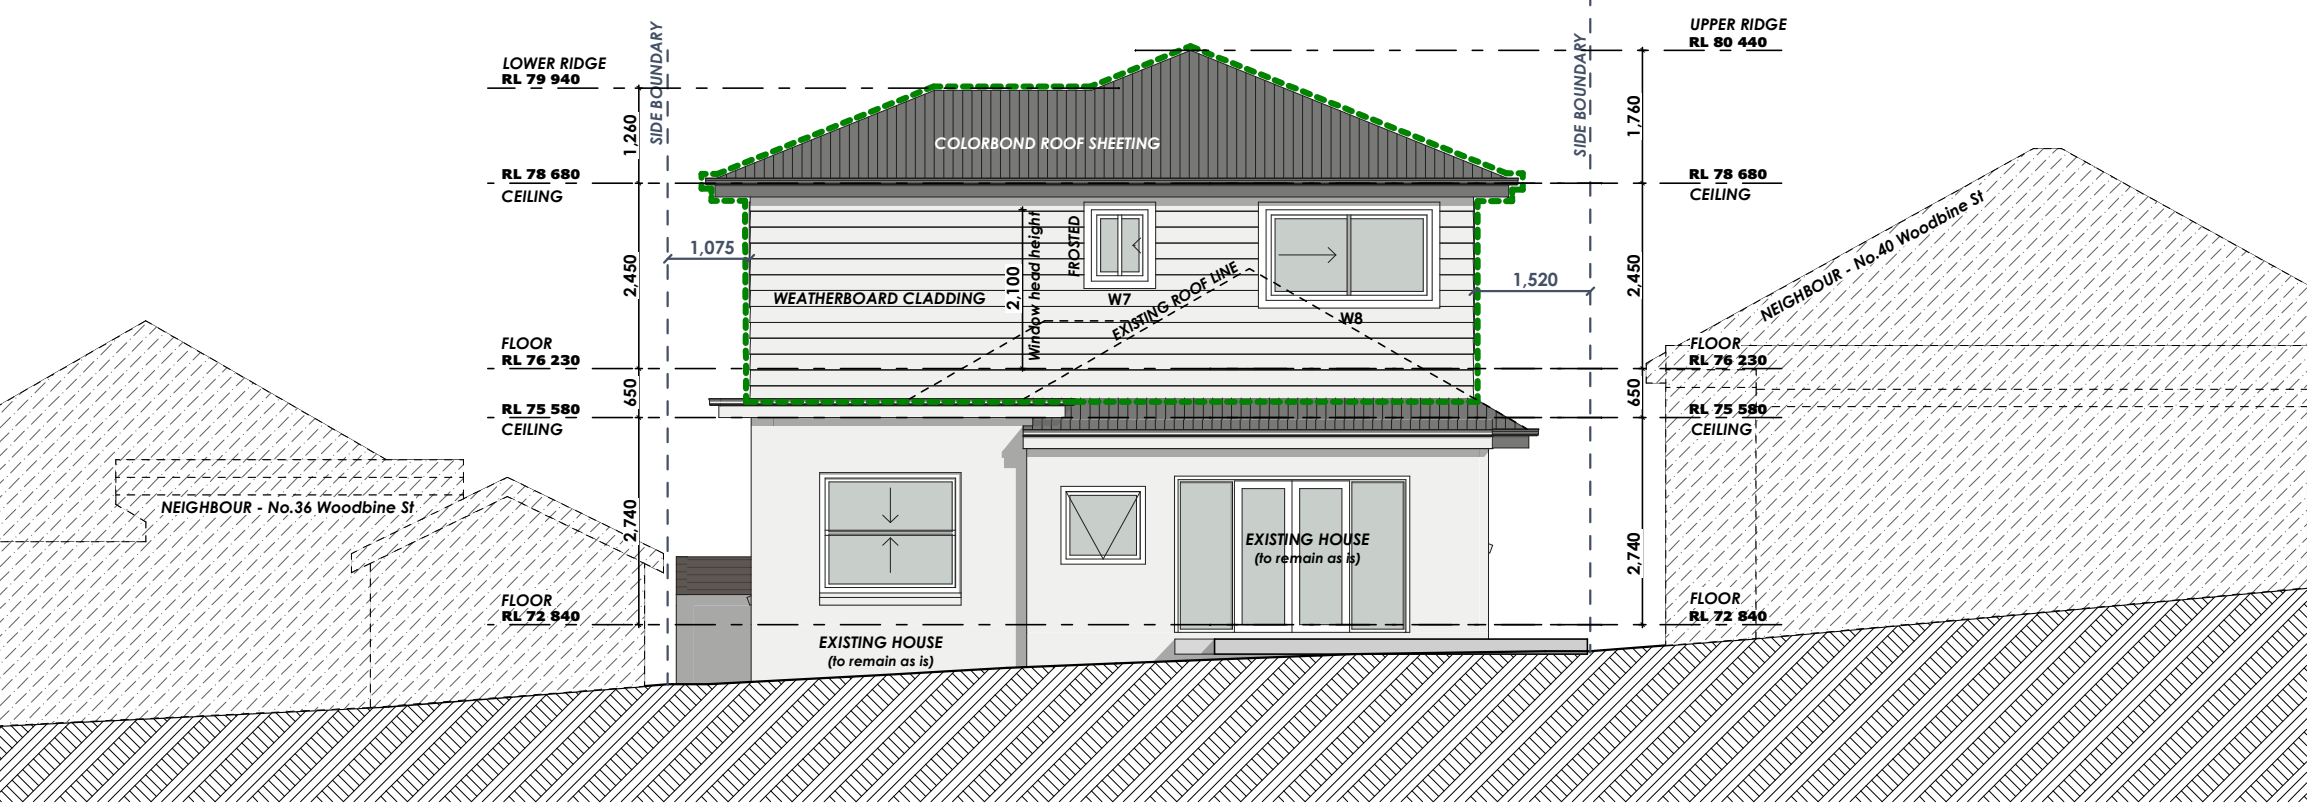 UPPER RIDGE
RL 80 440
LOWER RIDGE
RL 79 940
SIDE BOUNDARY
SIDE BOUNDARY
1,260
1,760
COLORBOND ROOF SHEETING
RL 78 680
CEILING
RL 78 680
CEILING
1,075
2,450
WEATHERBOARD CLADDING
2,100
Window head height
FROSTED
W7
EXISTING ROOF LINE
W8
1,520
2,450
NEIGHBOUR - No.40 Woodbine St
FLOOR
RL 76 230
FLOOR
RL 76 230
650
650
RL 75 580
CEILING
RL 75 580
CEILING
NEIGHBOUR - No.36 Woodbine St
2,740
2,740
EXISTING HOUSE
(to remain as is)
FLOOR
RL 72 840
FLOOR
RL 72 840
EXISTING HOUSE
(to remain as is)